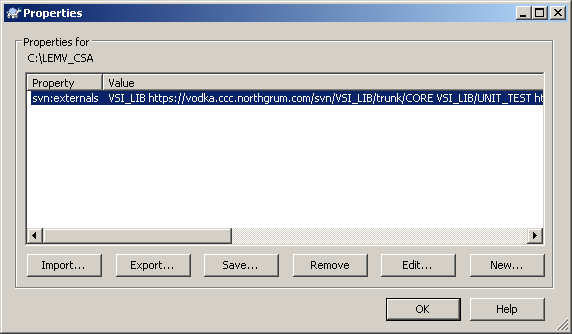 Properties
Properties for
C:\LEMV_CSA
Property Value
svn:externals VSI_LIB https://vodka.ccc.northgrum.com/svn/VSI_LIB/trunk/CORE VSI_LIB/UNIT_TEST ht
Import... Export... Save... Remove Edit... New...
OK Help